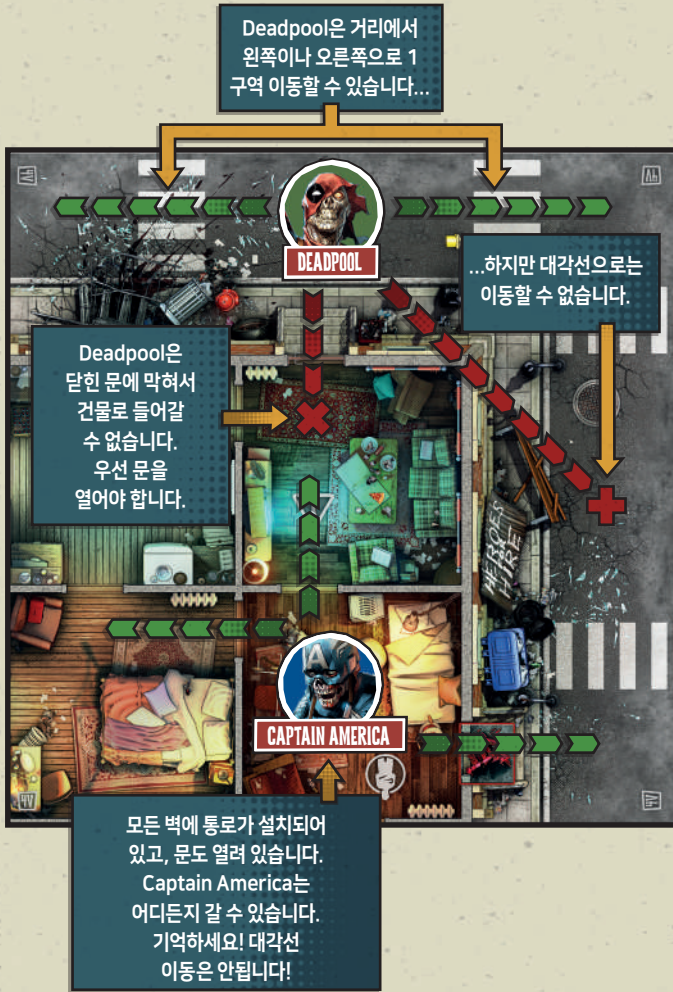 Deadpool은 거리에서
왼쪽이나 오른쪽으로 1
구역 이동할 수 있습니다...
DEADPOOL
...하지만 대각선으로는
이동할 수 없습니다.
Deadpool은
닫힌 문에 막혀서
건물로 들어갈
수 없습니다.
우선 문을
열어야 합니다.
HEROES
FOR
HIRE
CAPTAIN AMERICA
4V
모든 벽에 통로가 설치되어
있고, 문도 열려 있습니다.
Captain America는
어디든지 갈 수 있습니다.
기억하세요! 대각선
이동은 안됩니다!